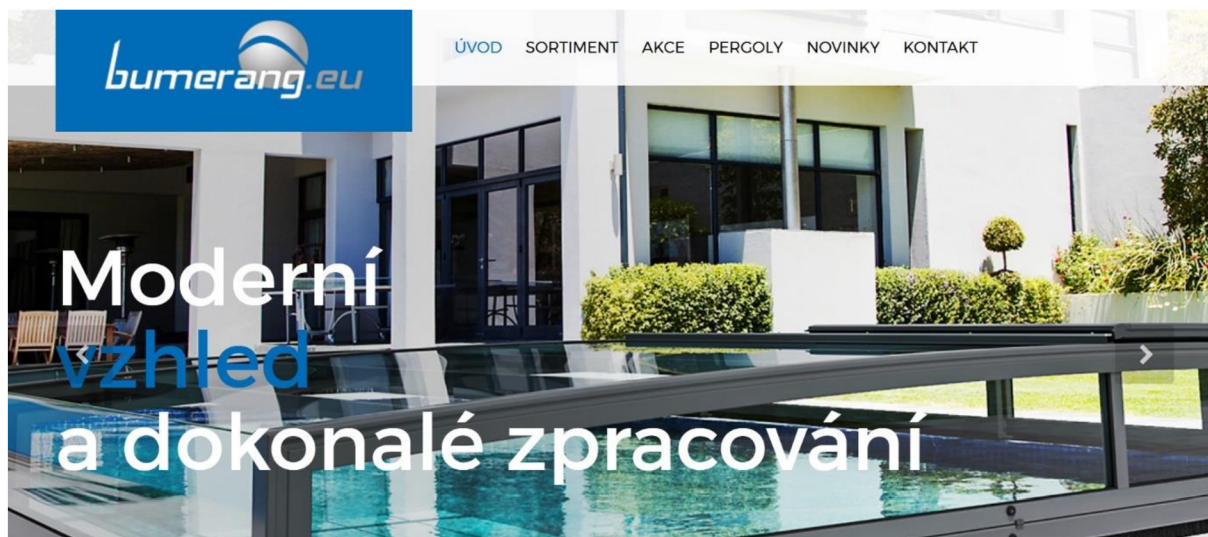 bumerang.eu
ÚVOD SORTIMENT AKCE PERGOLY NOVINKY KONTAKT
Moderní
vzhled
a dokonalé zpracování